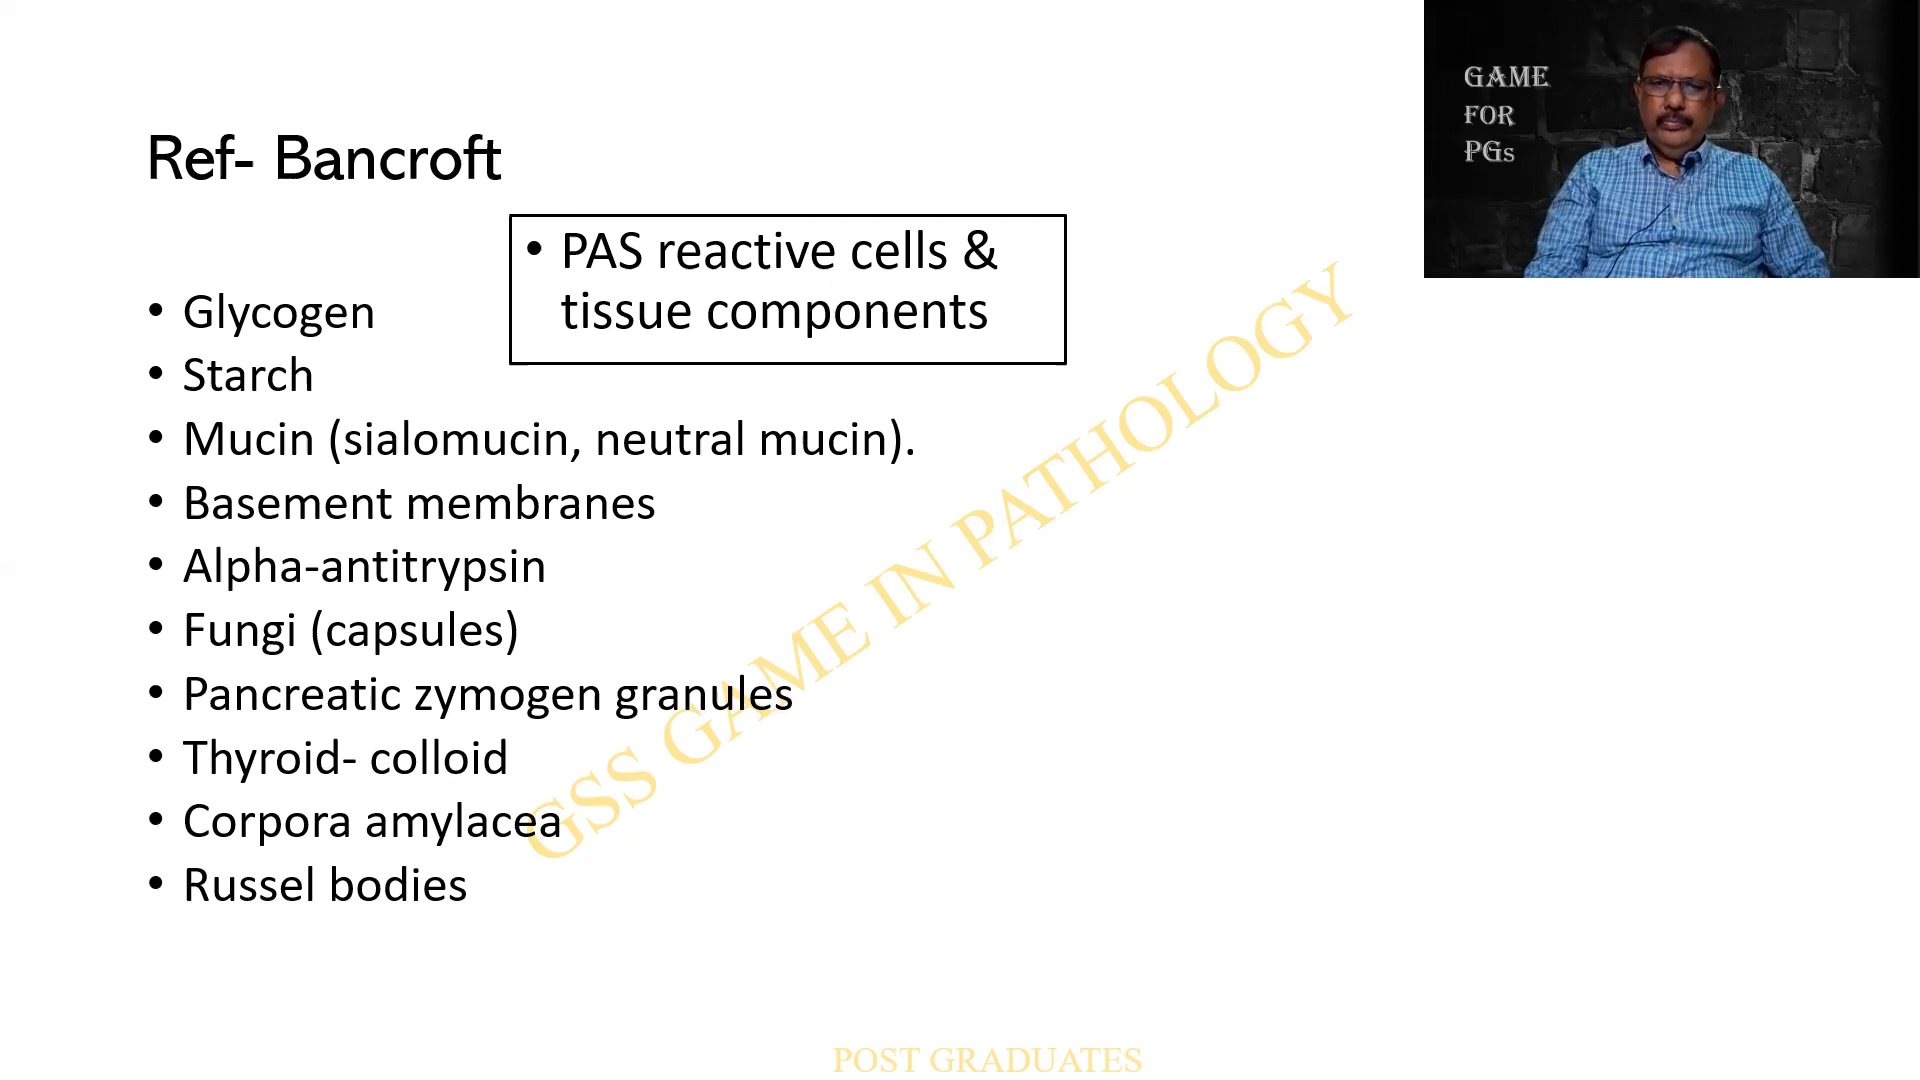 Ref- Bancroft
• PAS reactive cells &
tissue components
• Glycogen
• Starch
• Mucin (sialomucin, neutral mucin).
• Basement membranes
• Alpha-antitrypsin
• Fungi (capsules)
• Pancreatic zymogen granules
• Thyroid- colloid
• Corpora amylacea
• Russel bodies
GSS GAME IN PATHOLOGY
POST GRADUATES
GAME
FOR
PGs